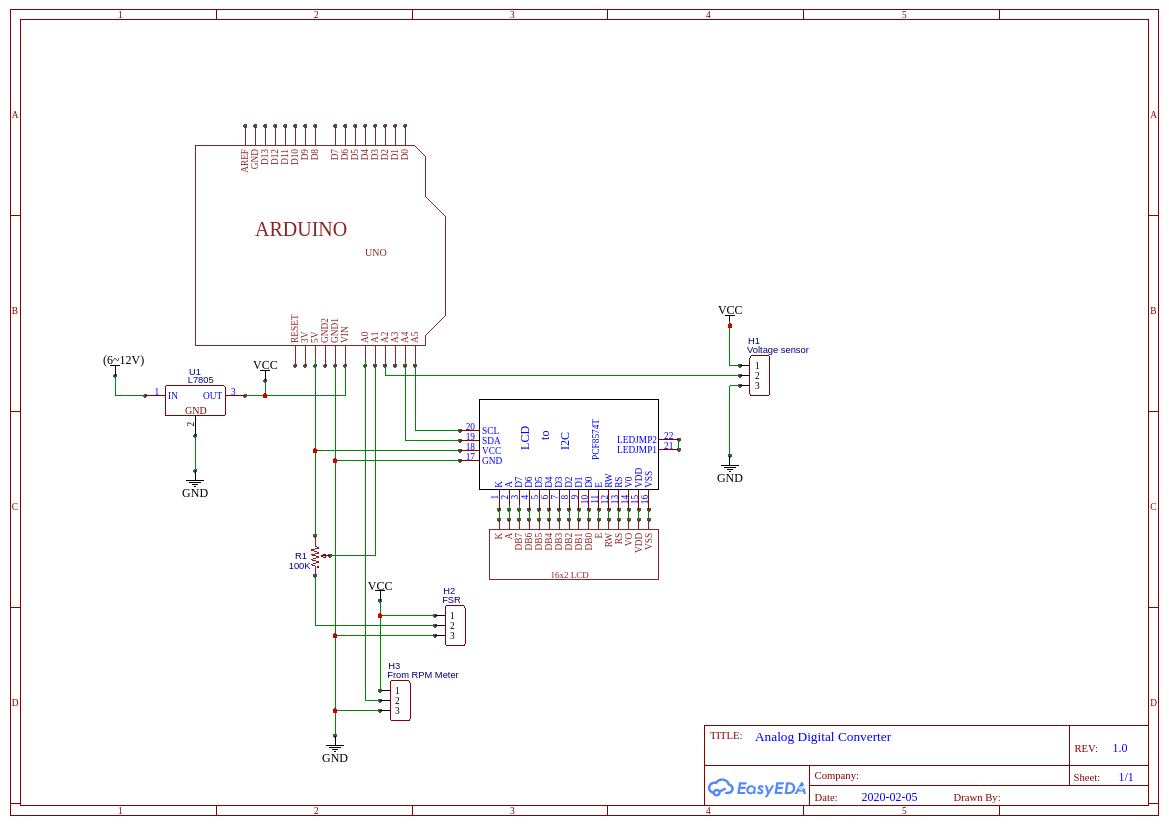 1 2 3 4 5
A A
B B
C C
D D
AREF GND D13 D12 D11 D10 D9 D8 D7 D6 D5 D4 D3 D2 D1 D0
ARDUINO
UNO
RESET 3V 5V GND2 GND1 VIN A0 A1 A2 A3 A4 A5
(6~12V)
VCC
U1
L7805
1 IN OUT 3
GND
2
GND
VCC
H1
Voltage sensor
1
2
3
GND
20 SCL
19 SDA
18 VCC
17 GND
LCD
to
I2C
PCF8574T
LEDJMP2 22
LEDJMP1 21
K A D7 D6 D5 D4 D3 D2 D1 D0 E RW RS V0 VDD VSS
1 2 3 4 5 6 7 8 9 10 11 12 13 14 15 16
K A DB7 DB6 DB5 DB4 DB3 DB2 DB1 DB0 E RW RS VO VDD VSS
16x2 LCD
R1
100K
VCC
H2
FSR
1
2
3
H3
From RPM Meter
1
2
3
GND
TITLE: Analog Digital Converter
REV: 1.0
EasyEDA
Company:
Sheet: 1/1
Date: 2020-02-05 Drawn By:
1 2 3 4 5